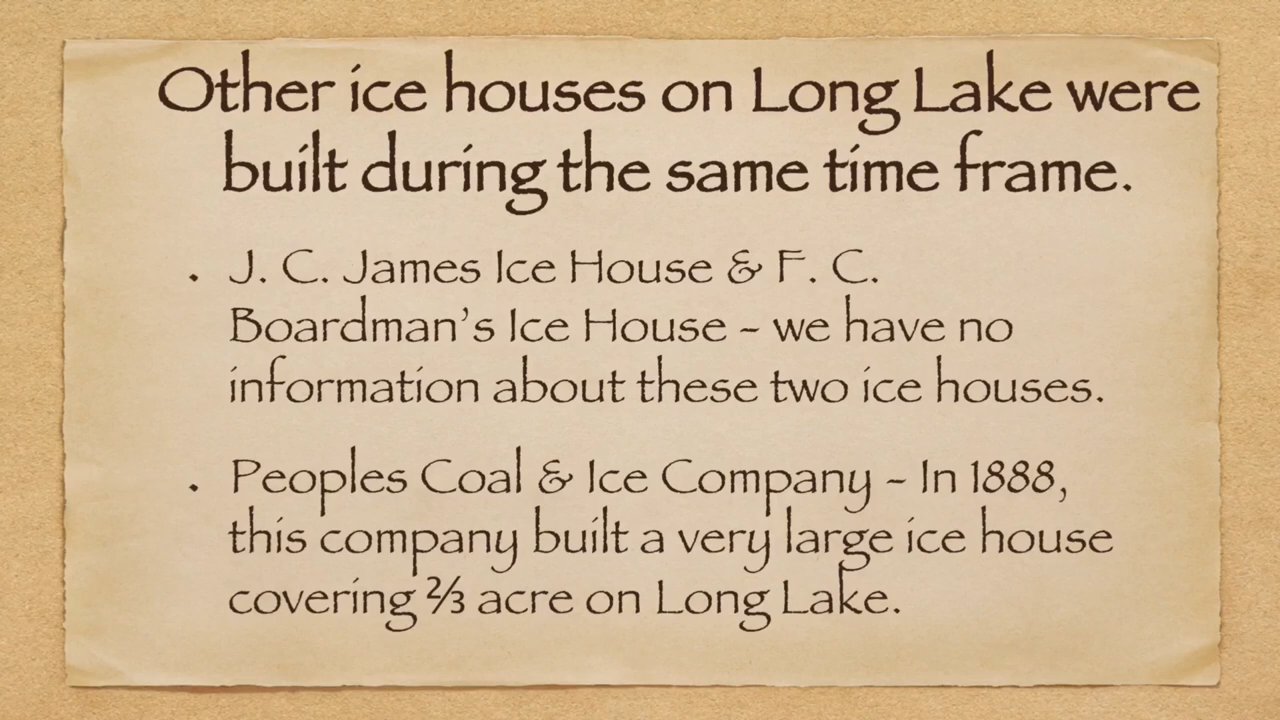 Other ice houses on Long Lake were
built during the same time frame.
• J. C. James Ice House & F. C.
Boardman’s Ice House - we have no
information about these two ice houses.
• Peoples Coal & Ice Company - In 1888,
this company built a very large ice house
covering ⅔ acre on Long Lake.